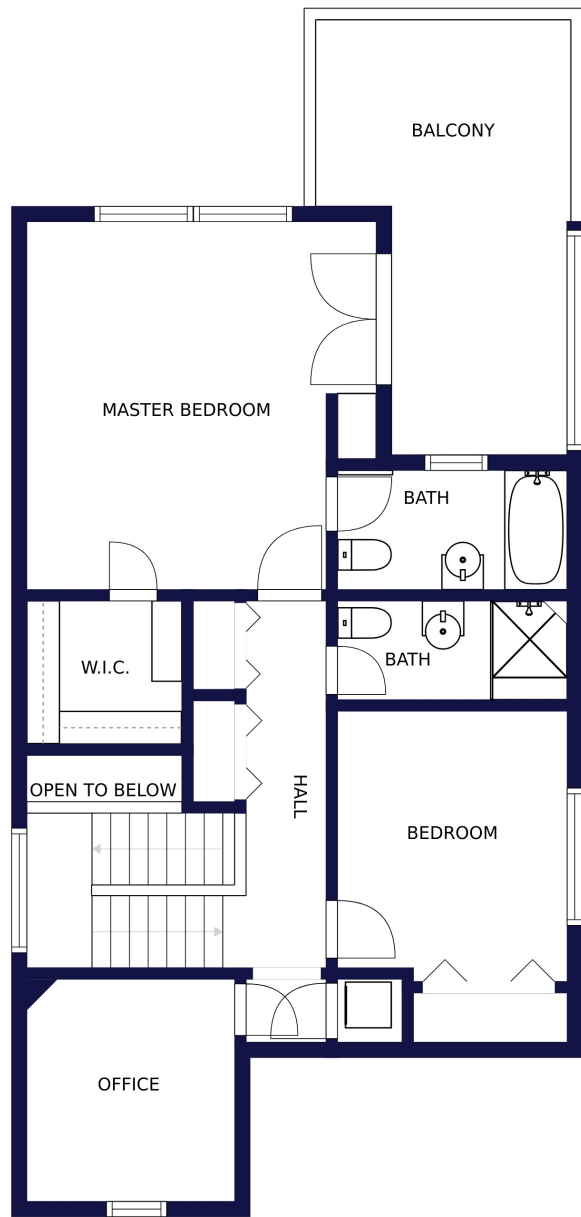 BALCONY
MASTER BEDROOM
BATH
BATH
W.I.C.
OPEN TO BELOW
HALL
BEDROOM
OFFICE